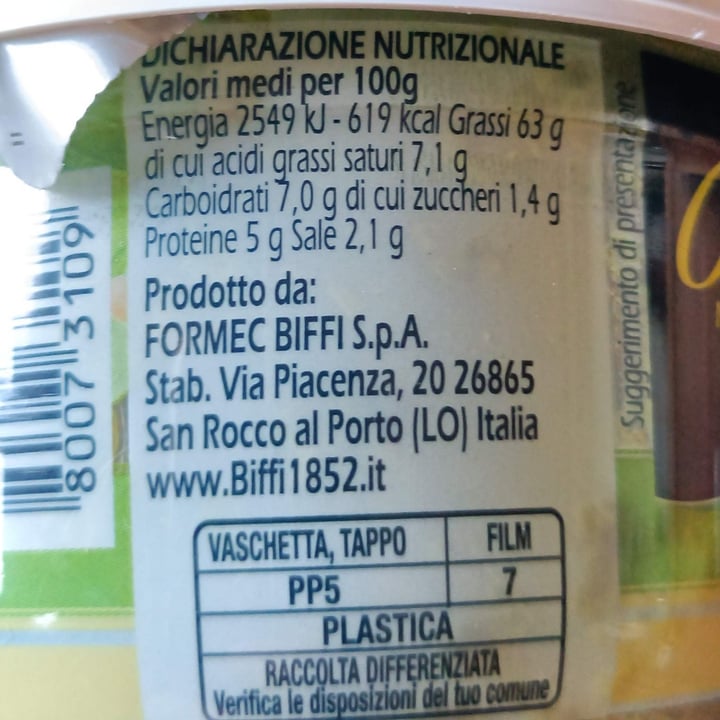 DICHIARAZIONE NUTRIZIONALE
Valori medi per 100g
Energia 2549 kJ - 619 kcal Grassi 63 g
di cui acidi grassi saturi 7,1 g
Carboidrati 7,0 g di cui zuccheri 1,4 g
Proteine 5 g Sale 2,1 g
Prodotto da:
FORMEC BIFFI S.p.A.
Stab. Via Piacenza, 20 26865
San Rocco al Porto (LO) Italia
www.Biffi1852.it
VASCHETTA, TAPPO FILM
PP5 7
PLASTICA
RACCOLTA DIFFERENZIATA
Verifica le disposizioni del tuo comune
8007 3109
Suggerimento di presentazione